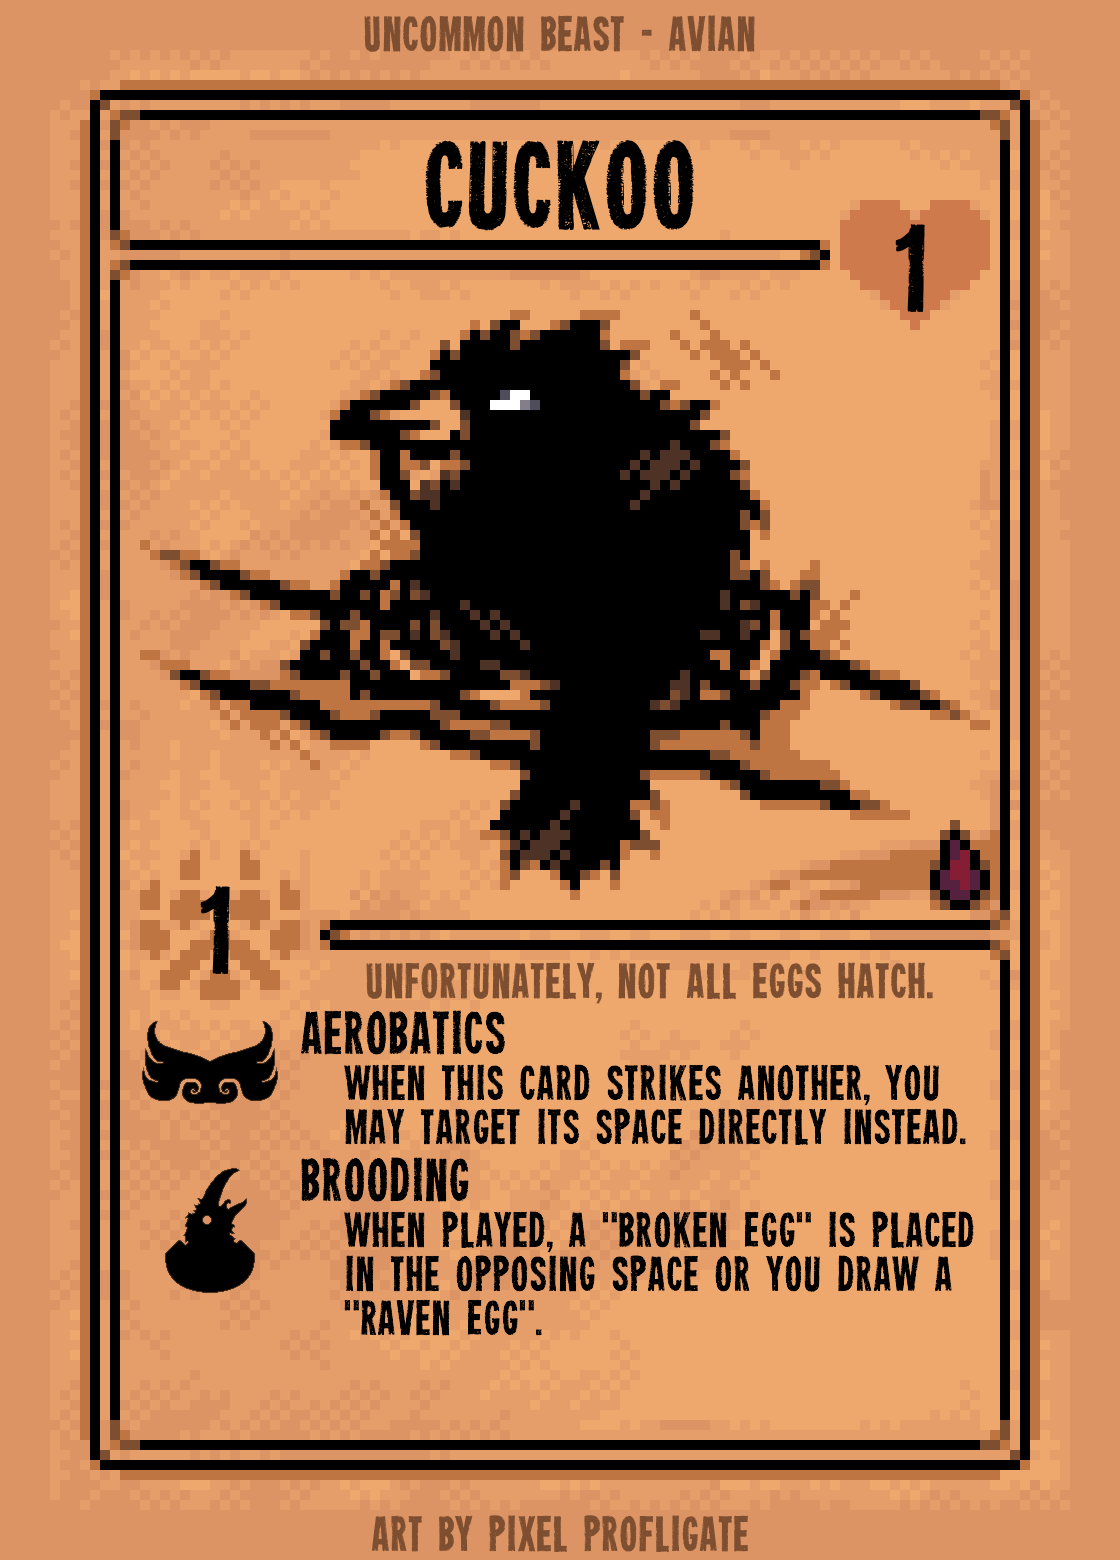 UNCOMMON BEAST - AVIAN
CUCKOO
1
1
UNFORTUNATELY, NOT ALL EGGS HATCH.
AEROBATICS
WHEN THIS CARD STRIKES ANOTHER, YOU
MAY TARGET ITS SPACE DIRECTLY INSTEAD.
BROODING
WHEN PLAYED, A "BROKEN EGG" IS PLACED
IN THE OPPOSING SPACE OR YOU DRAW A
"RAVEN EGG".
ART BY PIXEL PROFLIGATE